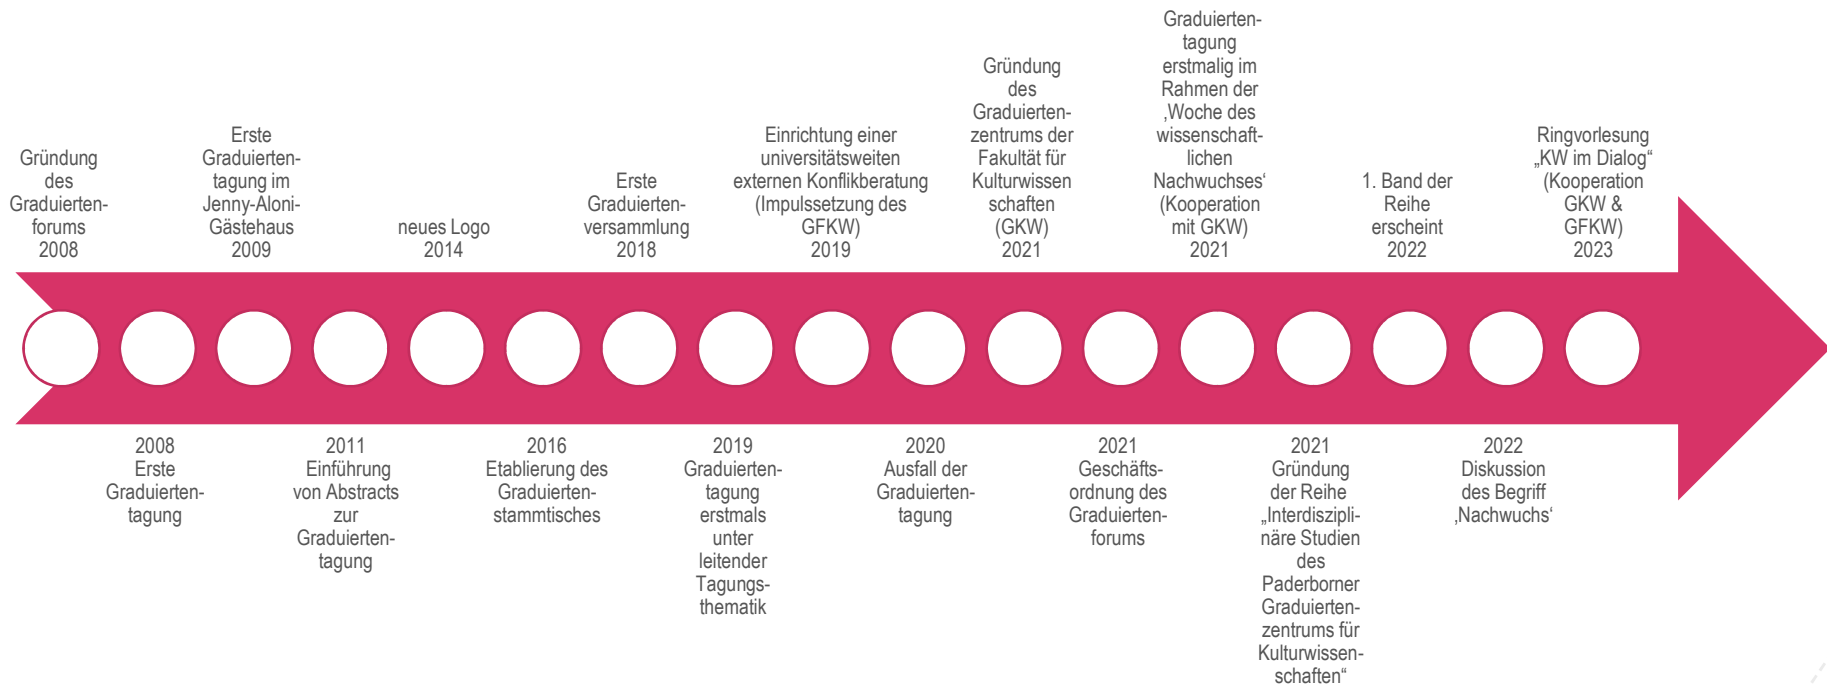 Gründung
des
Graduierten-
forums
2008
Erste
Graduierten-
tagung im
Jenny-Aloni-
Gästehaus
2009
neues Logo
2014
Erste
Graduierten-
versammlung
2018
Einrichtung einer
universitätsweiten
externen Konflikberatung
(Impulssetzung des
GFKW)
2019
Gründung
des
Graduierten-
zentrums der
Fakultät für
Kulturwissen
schaften
(GKW)
2021
Graduierten-
tagung
erstmalig im
Rahmen der
‚Woche des
wissenschaft-
lichen
Nachwuchses‘
(Kooperation
mit GKW)
2021
1. Band der
Reihe
erscheint
2022
Ringvorlesung
„KW im Dialog“
(Kooperation
GKW &
GFKW)
2023
2008
Erste
Graduierten-
tagung
2011
Einführung
von Abstracts
zur
Graduierten-
tagung
2016
Etablierung des
Graduierten-
stammtisches
2019
Graduierten-
tagung
erstmals
unter
leitender
Tagungs-
thematik
2020
Ausfall der
Graduierten-
tagung
2021
Geschäfts-
ordnung des
Graduierten-
forums
2021
Gründung
der Reihe
„Interdiszipli-
näre Studien
des
Paderborner
Graduierten-
zentrums für
Kulturwissen-
schaften“
2022
Diskussion
des Begriff
‚Nachwuchs‘